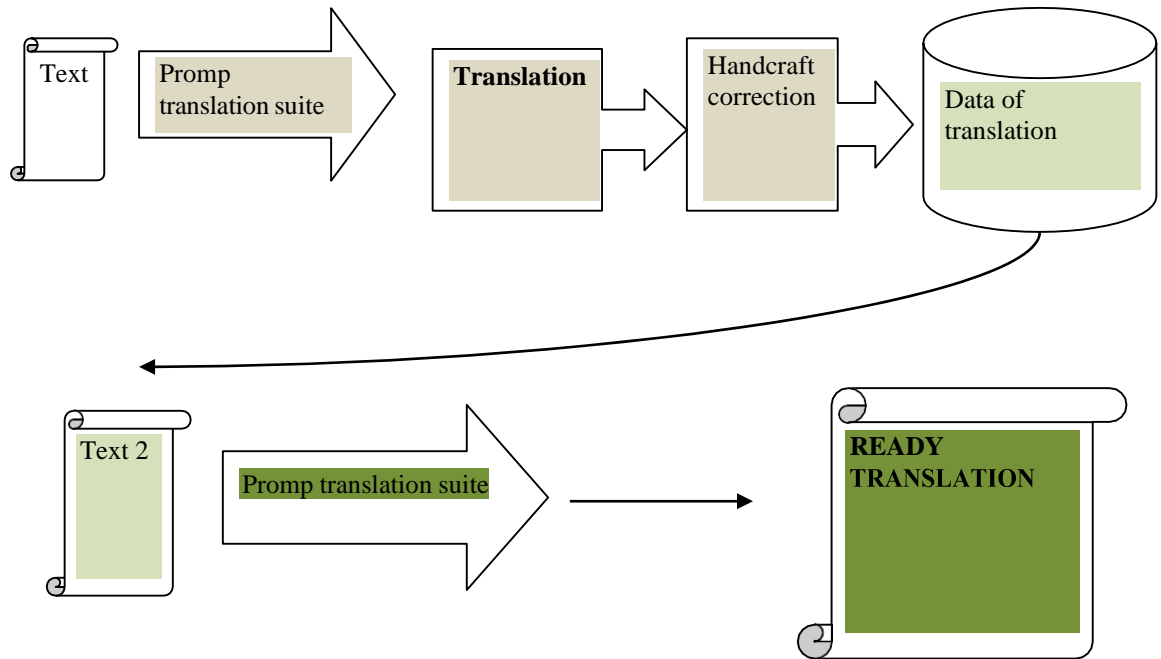 Text
Promp
translation suite
Translation
Handcraft
correction
Data of
translation
Text 2
Promp translation suite
READY
TRANSLATION